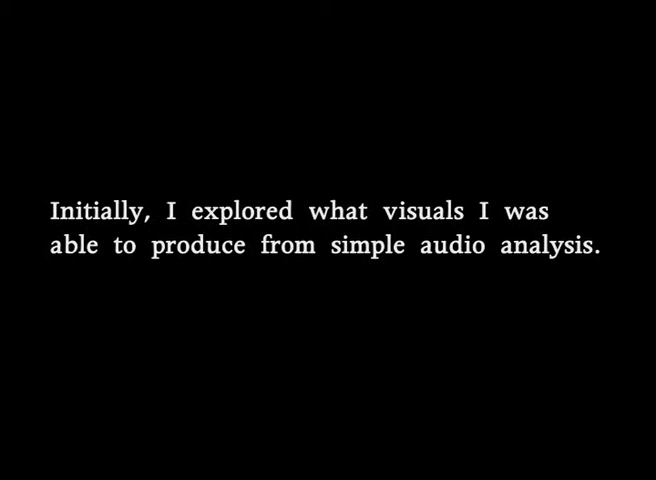 Initially, I explored what visuals I was
able to produce from simple audio analysis.